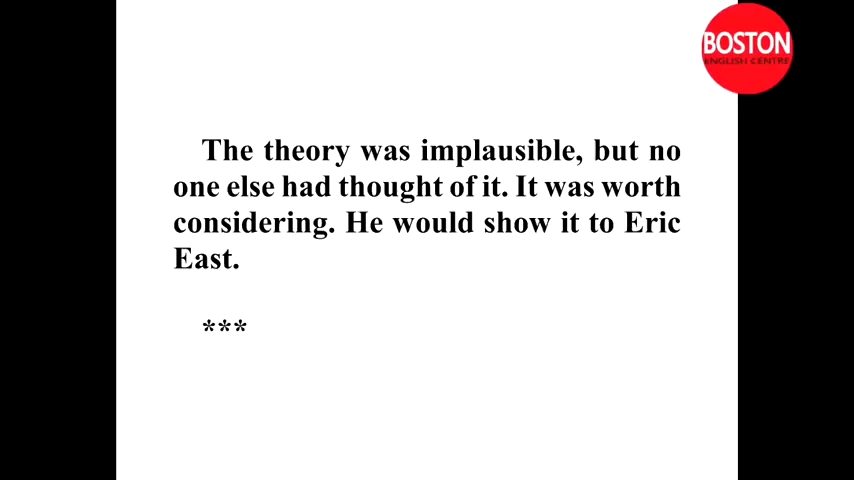 BOSTON
ENGLISH CENTRE
The theory was implausible, but no
one else had thought of it. It was worth
considering. He would show it to Eric
East.
***